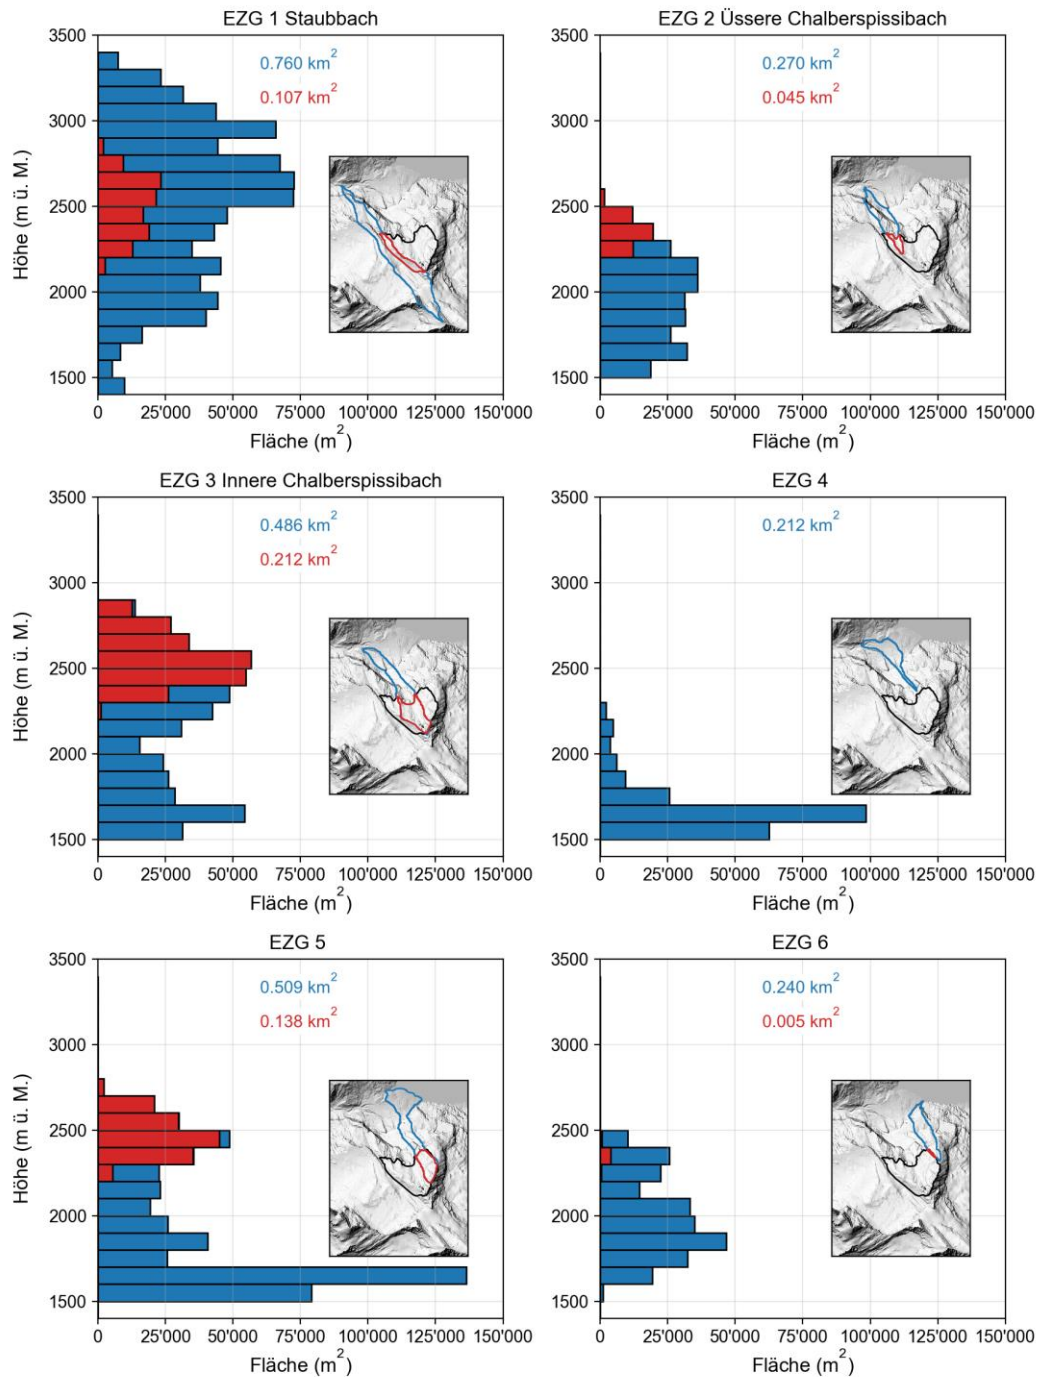 EZG 1 Staubbach
3500
3000
2500
2000
1500
Höhe (m ü. M.)
0.760 km²
0.107 km²
0 25'000 50'000 75'000 100'000 125'000 150'000
Fläche (m²)
EZG 2 Üssere Chalberspissibach
3500
3000
2500
2000
1500
0.270 km²
0.045 km²
0 25'000 50'000 75'000 100'000 125'000 150'000
Fläche (m²)
EZG 3 Innere Chalberspissibach
3500
3000
2500
2000
1500
Höhe (m ü. M.)
0.486 km²
0.212 km²
0 25'000 50'000 75'000 100'000 125'000 150'000
Fläche (m²)
EZG 4
3500
3000
2500
2000
1500
0.212 km²
0 25'000 50'000 75'000 100'000 125'000 150'000
Fläche (m²)
EZG 5
3500
3000
2500
2000
1500
Höhe (m ü. M.)
0.509 km²
0.138 km²
0 25'000 50'000 75'000 100'000 125'000 150'000
Fläche (m²)
EZG 6
3500
3000
2500
2000
1500
0.240 km²
0.005 km²
0 25'000 50'000 75'000 100'000 125'000 150'000
Fläche (m²)